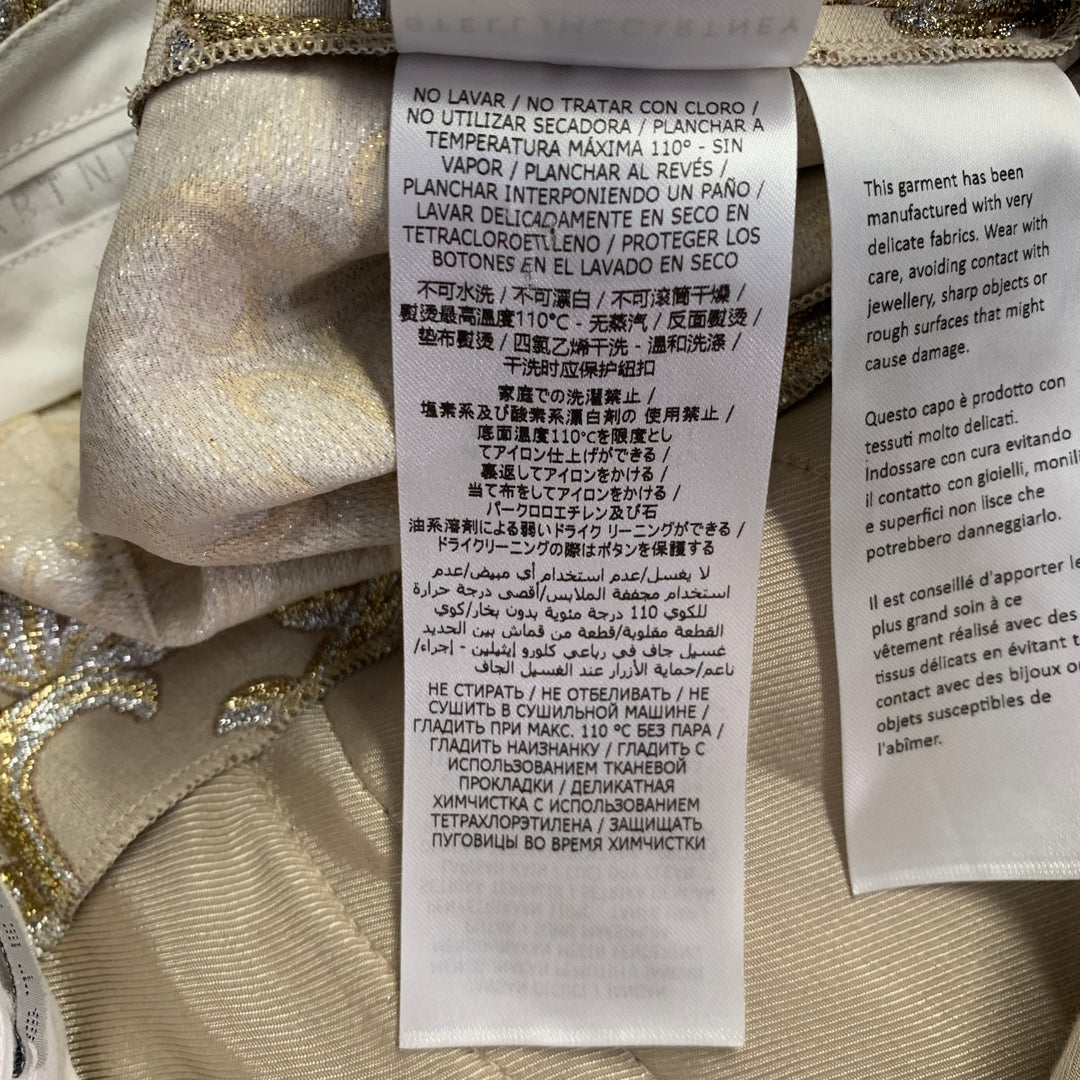 STELLA McCARTNEY
NO LAVAR / NO TRATAR CON CLORO /
NO UTILIZAR SECADORA / PLANCHAR A
TEMPERATURA MÁXIMA 110° - SIN
VAPOR / PLANCHAR AL REVÉS /
PLANCHAR INTERPONIENDO UN PAÑO /
LAVAR DELICADAMENTE EN SECO EN
TETRACLOROETILENO / PROTEGER LOS
BOTONES EN EL LAVADO EN SECO
不可水洗 / 不可漂白 / 不可滚筒干燥 /
熨烫最高温度110°C - 无蒸汽 / 反面熨烫 /
垫布熨烫 / 四氯乙烯干洗 - 温和洗涤 /
干洗时应保护纽扣
家庭での洗濯禁止 /
塩素系及び酸素系漂白剤の 使用禁止 /
底面温度110℃を限度とし
てアイロン仕上げができる /
裏返してアイロンをかける /
当て布をしてアイロンをかける /
パークロロエチレン及び石
油系溶剤による弱いドライク リーニングができる /
ドライクリーニングの際はボタンを保護する
لا يغسل/عدم استخدام أي مبيض/عدم
استخدام مجففة الملابس/أقصى درجة حرارة
للكوي 110 درجة مئوية بدون بخار/كوي
القطعة مقلوبة/قطعة من قماش بين الحديد
غسيل جاف في رباعي كلورو إيثيلين - إجراء/
ناعم/حماية الأزرار عند الغسيل الجاف
НЕ СТИРАТЬ / НЕ ОТБЕЛИВАТЬ / НЕ
СУШИТЬ В СУШИЛЬНОЙ МАШИНЕ /
ГЛАДИТЬ ПРИ МАКС. 110 °C БЕЗ ПАРА /
ГЛАДИТЬ НАИЗНАНКУ / ГЛАДИТЬ С
ИСПОЛЬЗОВАНИЕМ ТКАНЕВОЙ
ПРОКЛАДКИ / ДЕЛИКАТНАЯ
ХИМЧИСТКА С ИСПОЛЬЗОВАНИЕМ
ТЕТРАХЛОРЭТИЛЕНА / ЗАЩИЩАТЬ
ПУГОВИЦЫ ВО ВРЕМЯ ХИМЧИСТКИ
This garment has been
manufactured with very
delicate fabrics. Wear with
care, avoiding contact with
jewellery, sharp objects or
rough surfaces that might
cause damage.
Questo capo è prodotto con
tessuti molto delicati.
Indossare con cura evitando
il contatto con gioielli, monili
e superfici non lisce che
potrebbero danneggiarlo.
Il est conseillé d'apporter le
plus grand soin à ce
vêtement réalisé avec des
tissus délicats en évitant
contact avec des bijoux
objets susceptibles de
l'abîmer.